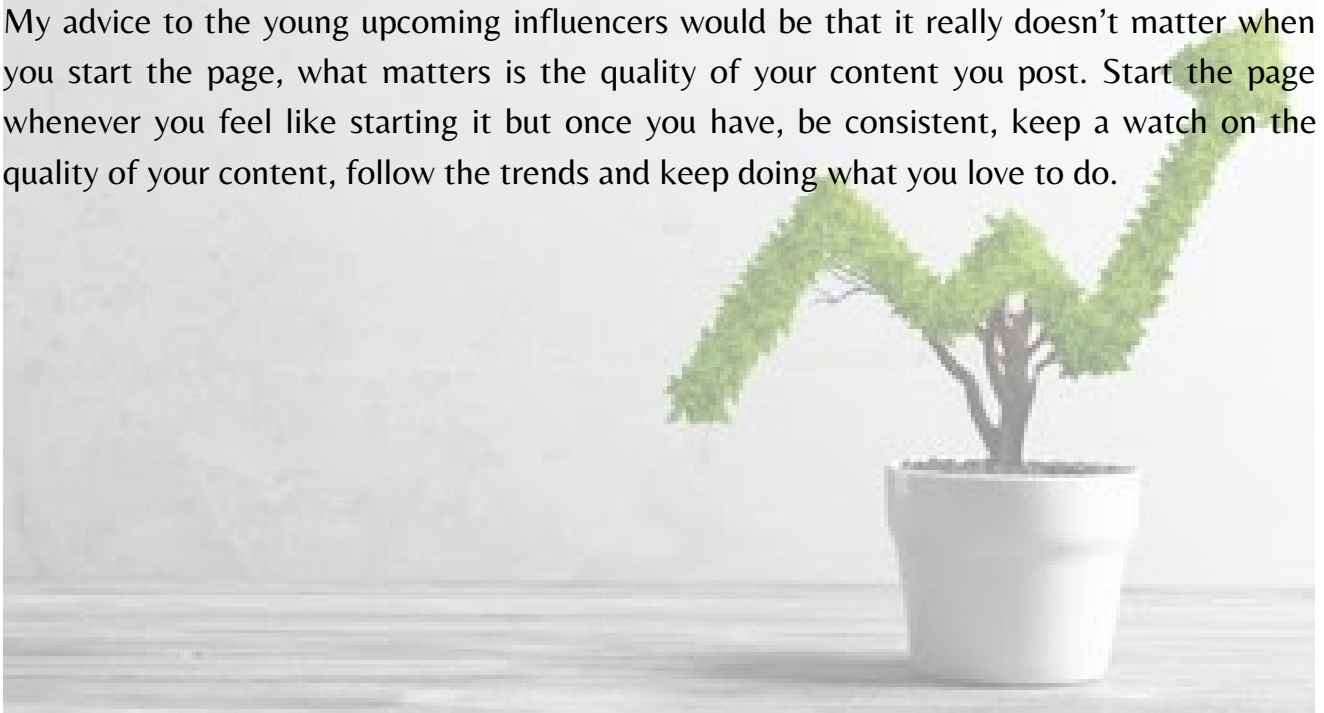 My advice to the young upcoming influencers would be that it really doesn’t matter when
you start the page, what matters is the quality of your content you post. Start the page
whenever you feel like starting it but once you have, be consistent, keep a watch on the
quality of your content, follow the trends and keep doing what you love to do.